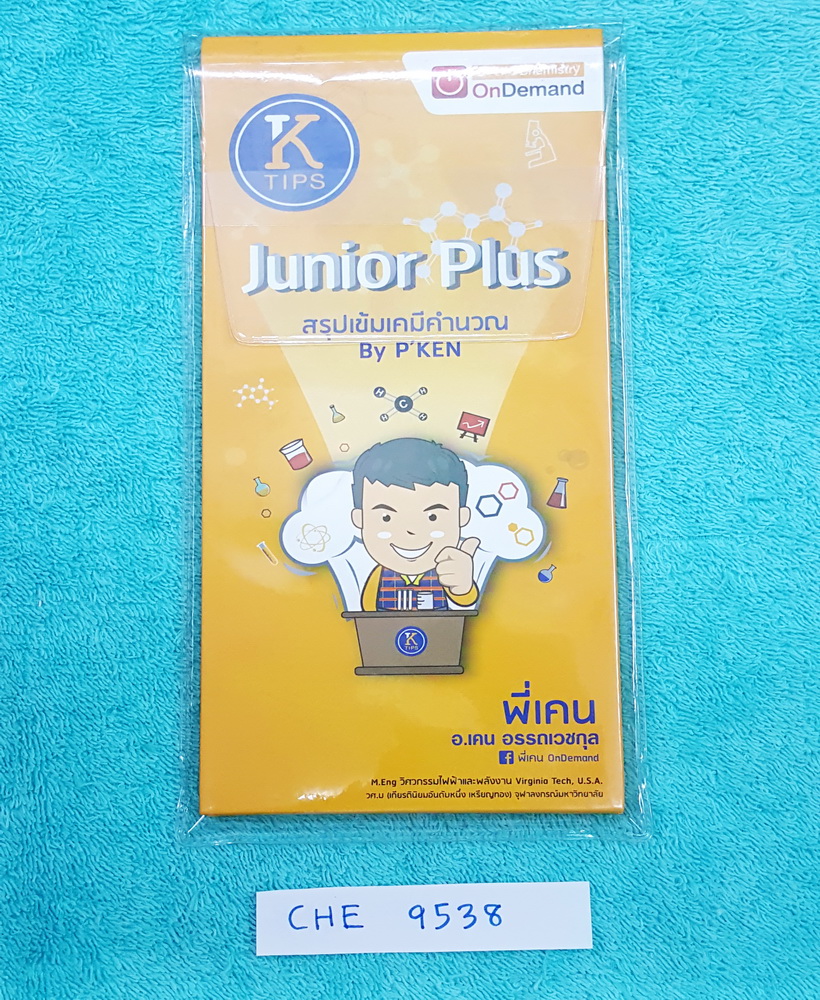 Chemistry
OnDemand
K
TIPS
Junior Plus
สรุปเข้มเคมีคำนวณ
By P'KEN
N
H
C
H
H
K
TIPS
พี่เคน
อ.เคน อรรถเวชกุล
f พี่เคน OnDemand
M.Eng วิศวกรรมไฟฟ้าและพลังงาน Virginia Tech, U.S.A.
วศ.บ (เกียรตินิยมอันดับหนึ่ง เหรียญทอง) จุฬาลงกรณ์มหาวิทยาลัย
CHE 9538